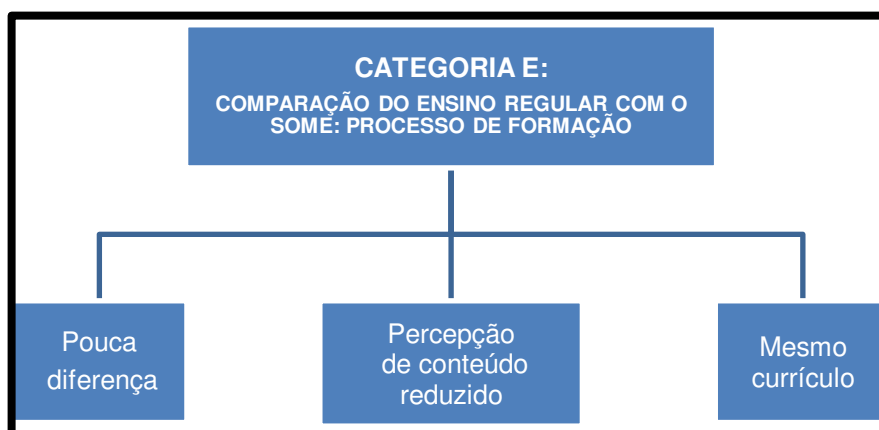 CATEGORIA E:
COMPARAÇÃO DO ENSINO REGULAR COM O
SOME: PROCESSO DE FORMAÇÃO
Pouca
diferença
Percepção
de conteúdo
reduzido
Mesmo
currículo